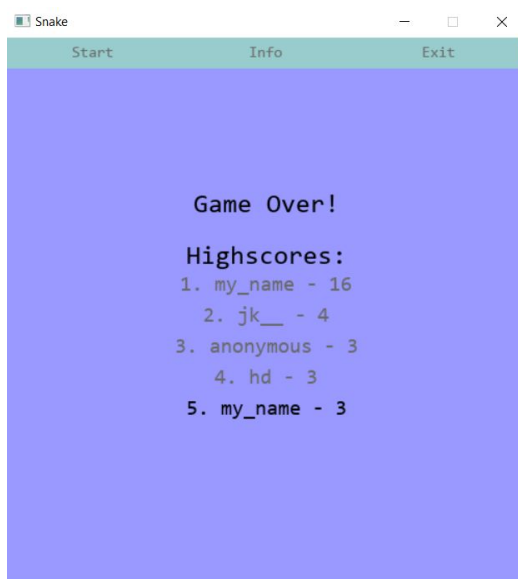 Snake
Start Info Exit
Game Over!
Highscores:
1. my_name - 16
2. jk__ - 4
3. anonymous - 3
4. hd - 3
5. my_name - 3